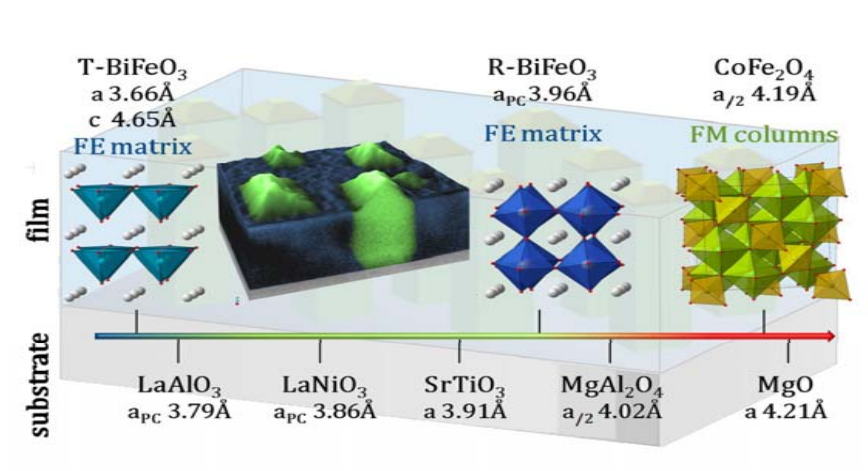 T-BiFeO₃
a 3.66Å
c 4.65Å
FE matrix
R-BiFeO₃
aPC 3.96Å
FE matrix
CoFe₂O₄
a/2 4.19Å
FM columns
film
substrate
LaAlO₃
aPC 3.79Å
LaNiO₃
aPC 3.86Å
SrTiO₃
a 3.91Å
MgAl₂O₄
a/2 4.02Å
MgO
a 4.21Å